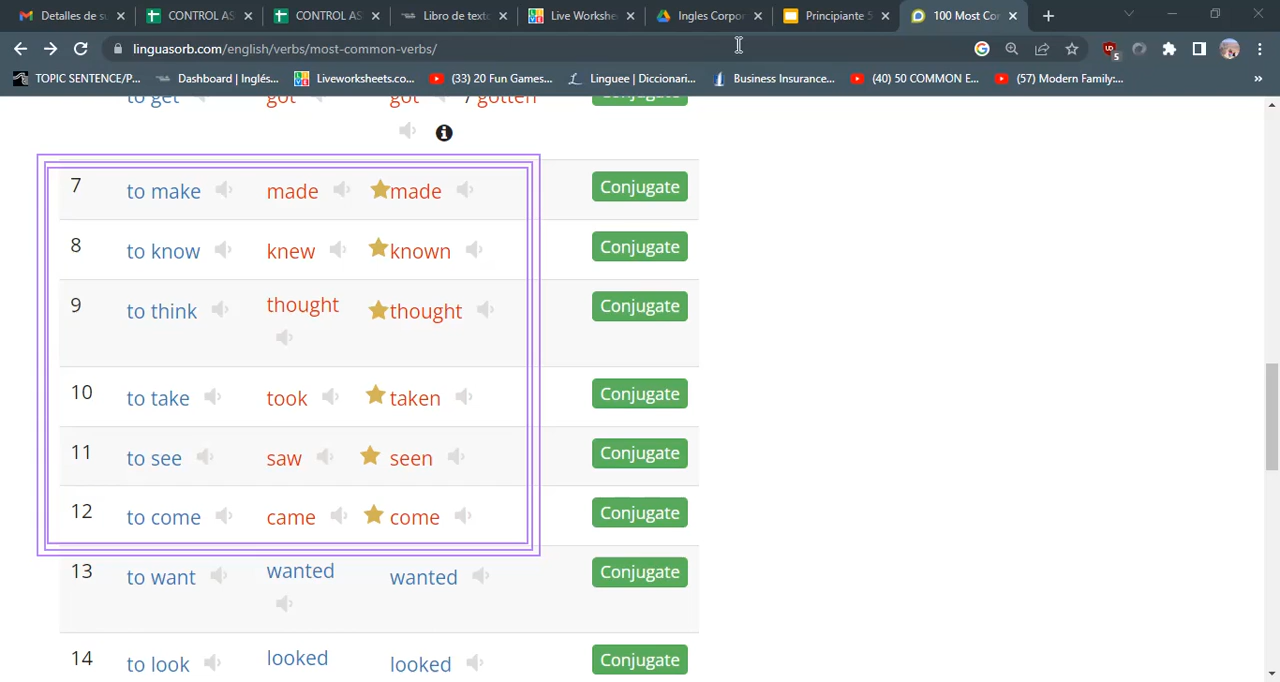 Detalles de su
CONTROL AS
CONTROL AS
Libro de texto
Live Workshe
Ingles Corpor
Principiante 5
100 Most Cor
linguasorb.com/english/verbs/most-common-verbs/
5
TOPIC SENTENCE/P...
Dashboard | Inglés...
Liveworksheets.co...
(33) 20 Fun Games...
Linguee | Diccionari...
Business Insurance...
(40) 50 COMMON E...
(57) Modern Family:...
»
to get got got / gotten Conjugate
7 to make made made Conjugate
8 to know knew known Conjugate
9 to think thought thought Conjugate
10 to take took taken Conjugate
11 to see saw seen Conjugate
12 to come came come Conjugate
13 to want wanted wanted Conjugate
14 to look looked looked Conjugate